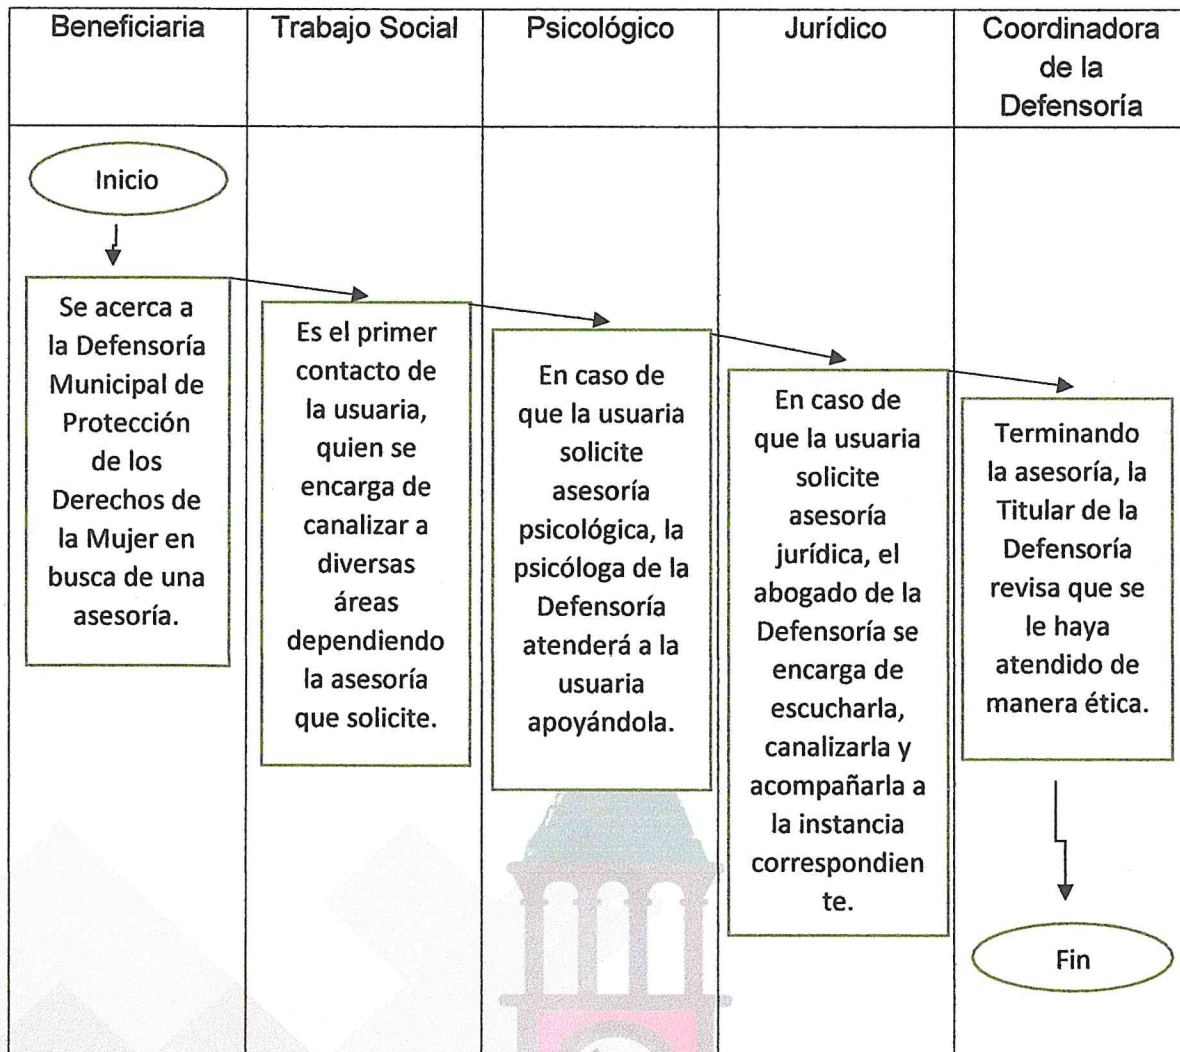 Beneficiaria
Trabajo Social
Psicológico
Jurídico
Coordinadora
de la
Defensoría
Inicio
Se acerca a
la Defensoría
Municipal de
Protección
de los
Derechos de
la Mujer en
busca de una
asesoría.
Es el primer
contacto de
la usuaria,
quien se
encarga de
canalizar a
diversas
áreas
dependiendo
la asesoría
que solicite.
En caso de
que la usuaria
solicite
asesoría
psicológica, la
psicóloga de la
Defensoría
atenderá a la
usuaria
apoyándola.
En caso de
que la usuaria
solicite
asesoría
jurídica, el
abogado de la
Defensoría se
encarga de
escucharla,
canalizarla y
acompañarla a
la instancia
correspondien
te.
Terminando
la asesoría, la
Titular de la
Defensoría
revisa que se
le haya
atendido de
manera ética.
Fin